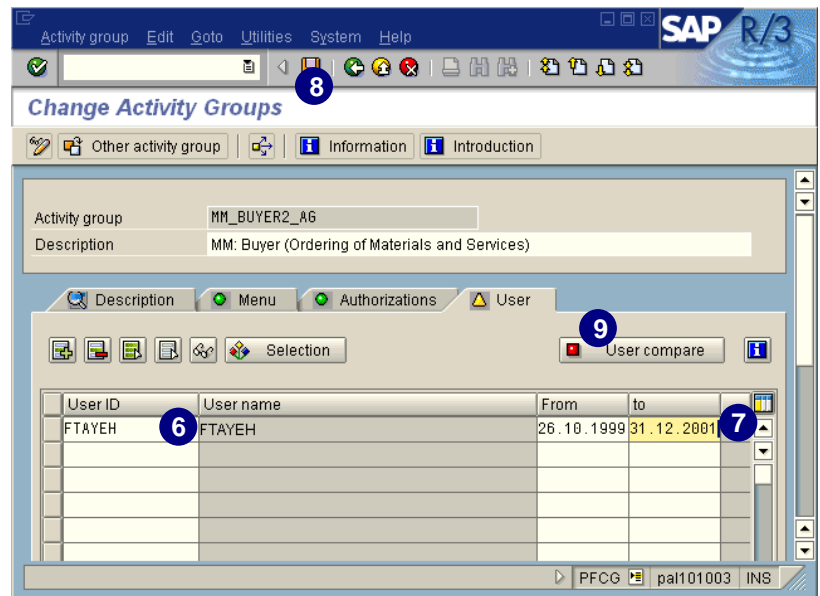 Activity group Edit Goto Utilities System Help
SAP R/3
8
Change Activity Groups
Other activity group Information Introduction
Activity group MM_BUYER2_AG
Description MM: Buyer (Ordering of Materials and Services)
Description Menu Authorizations User
9
Selection User compare
User ID User name From to
FTAYEH 6 FTAYEH 26.10.1999 31.12.2001 7
PFCG pal101003 INS